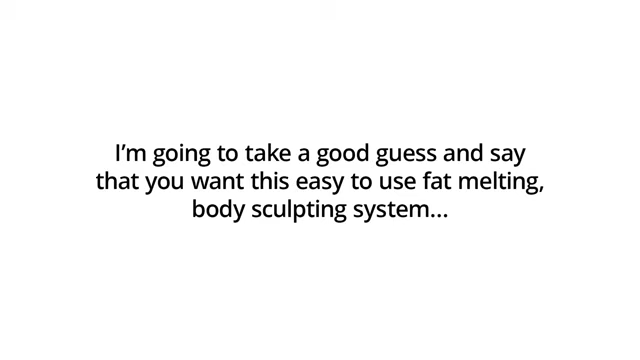 I'm going to take a good guess and say
that you want this easy to use fat melting,
body sculpting system...